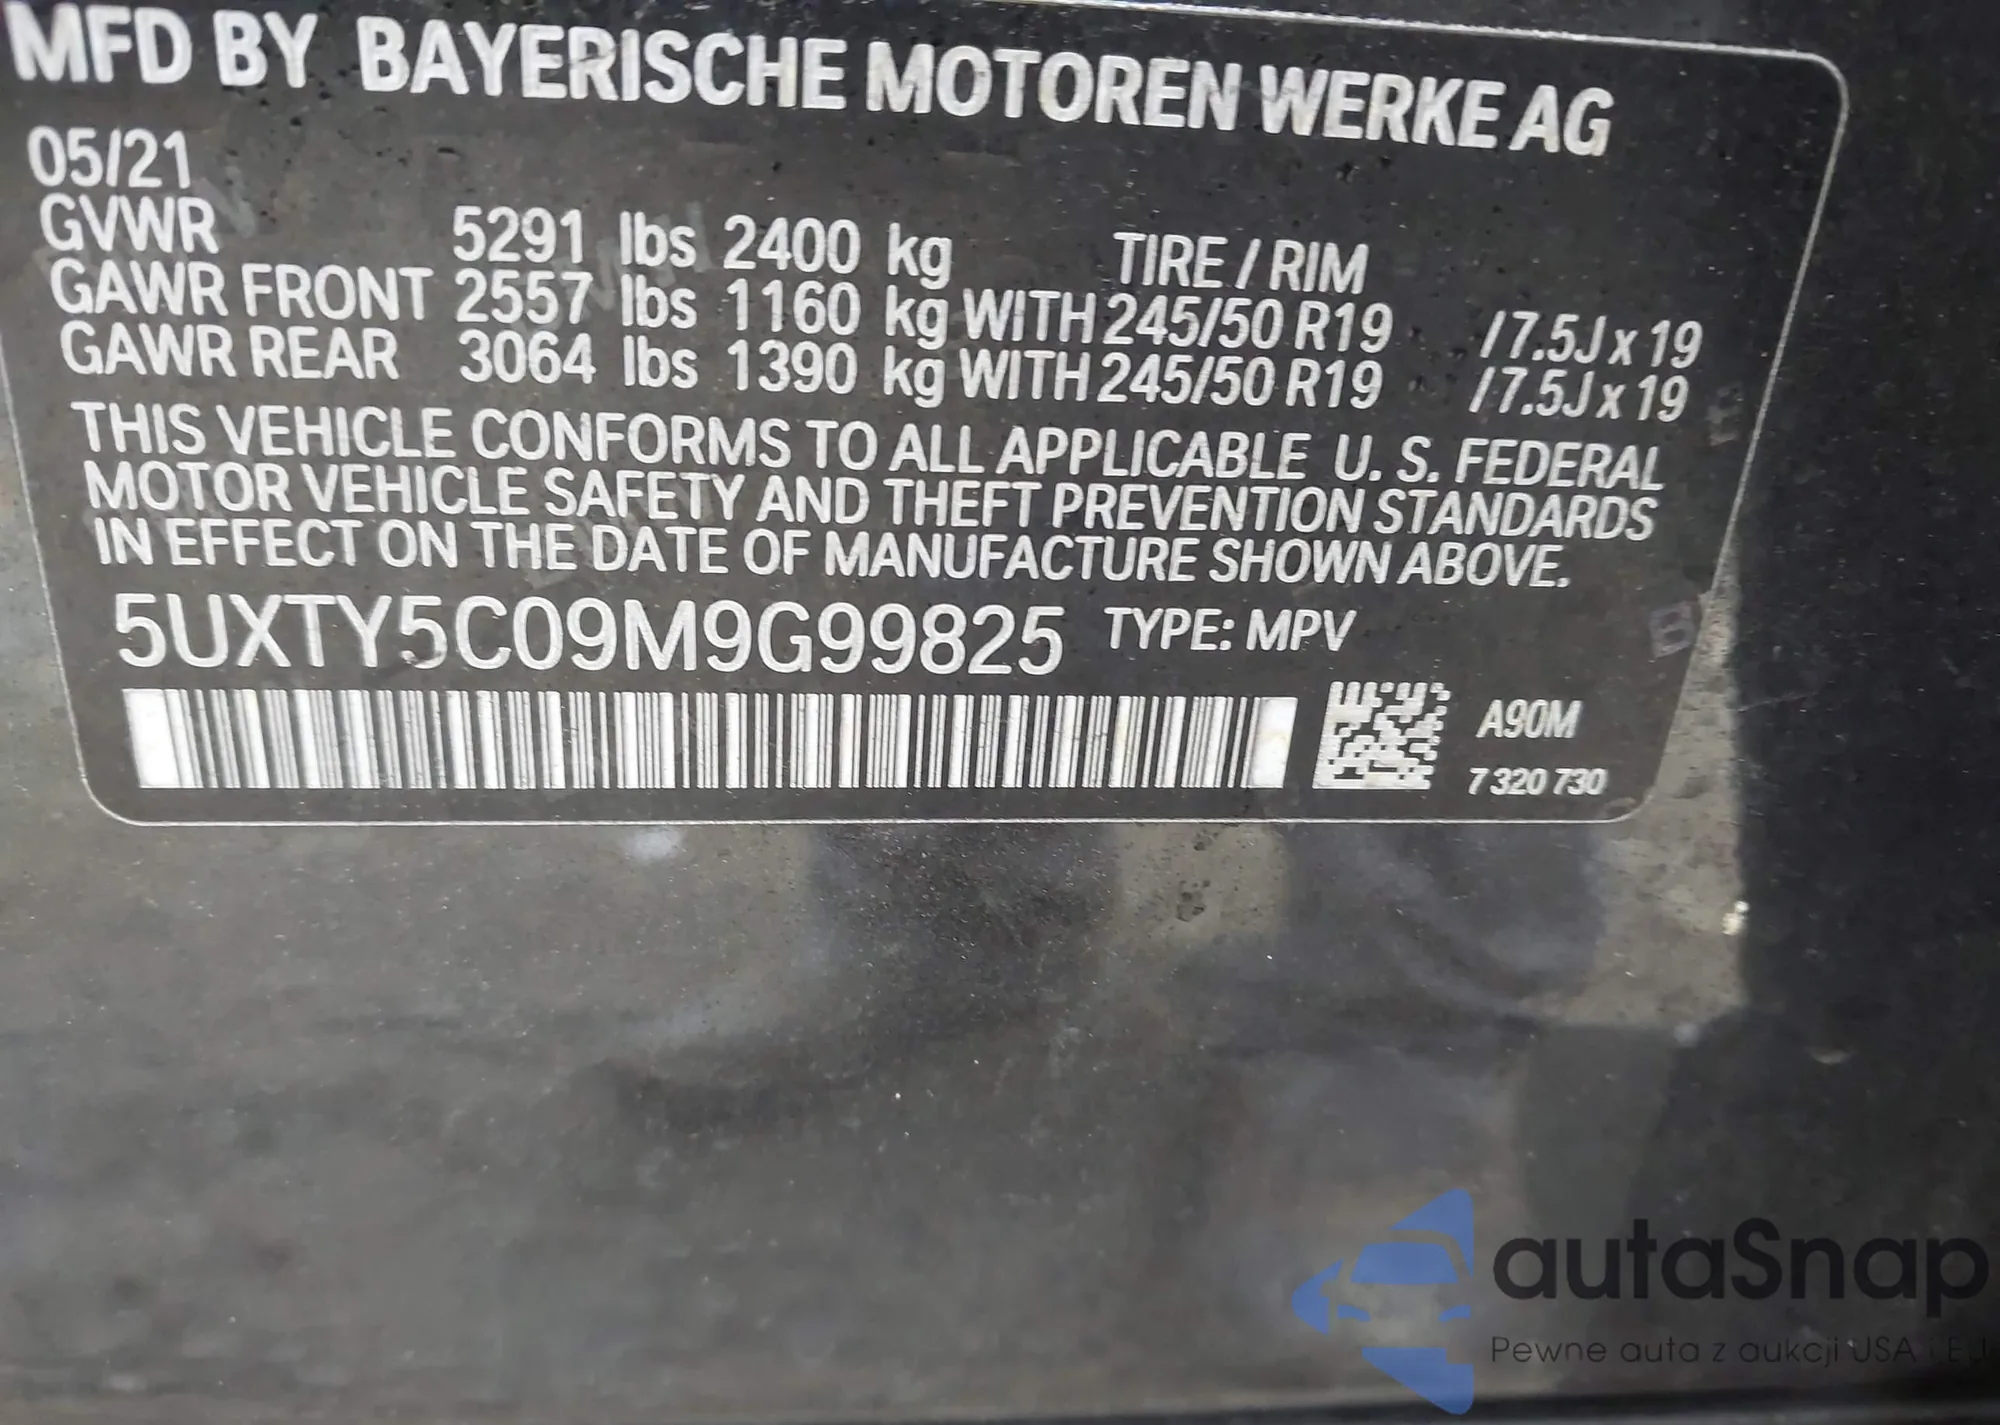 MFD BY BAYERISCHE MOTOREN WERKE AG
05/21
GVWR 5291 lbs 2400 kg TIRE / RIM
GAWR FRONT 2557 lbs 1160 kg WITH 245/50 R19 /7.5J x 19
GAWR REAR 3064 lbs 1390 kg WITH 245/50 R19 /7.5J x 19
THIS VEHICLE CONFORMS TO ALL APPLICABLE U. S. FEDERAL
MOTOR VEHICLE SAFETY AND THEFT PREVENTION STANDARDS
IN EFFECT ON THE DATE OF MANUFACTURE SHOWN ABOVE.
5UXTY5C09M9G99825 TYPE: MPV
A90M
7 320 730
autaSnap
Pewne auta z aukcji USA i EU